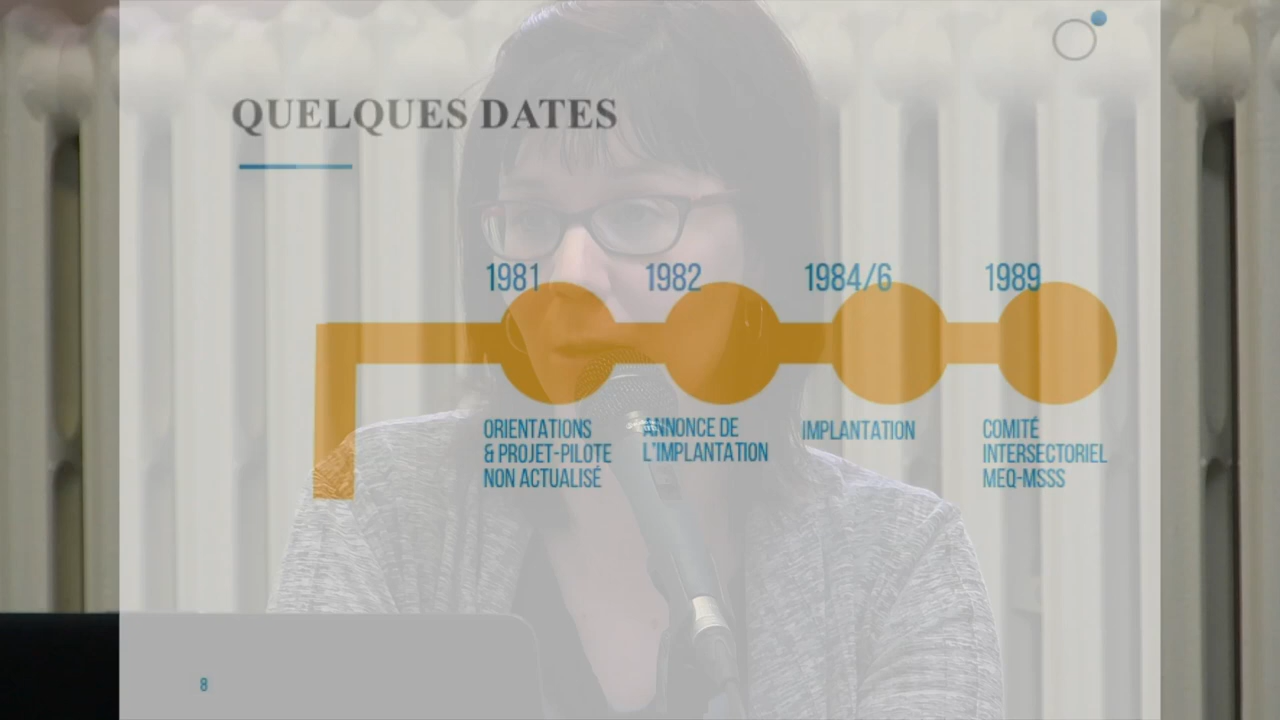 QUELQUES DATES
1981
1982
1984/6
1989
ORIENTATIONS
& PROJET-PILOTE
NON ACTUALISÉ
ANNONCE DE
L'IMPLANTATION
IMPLANTATION
COMITÉ
INTERSECTORIEL
MEQ-MSSS
8